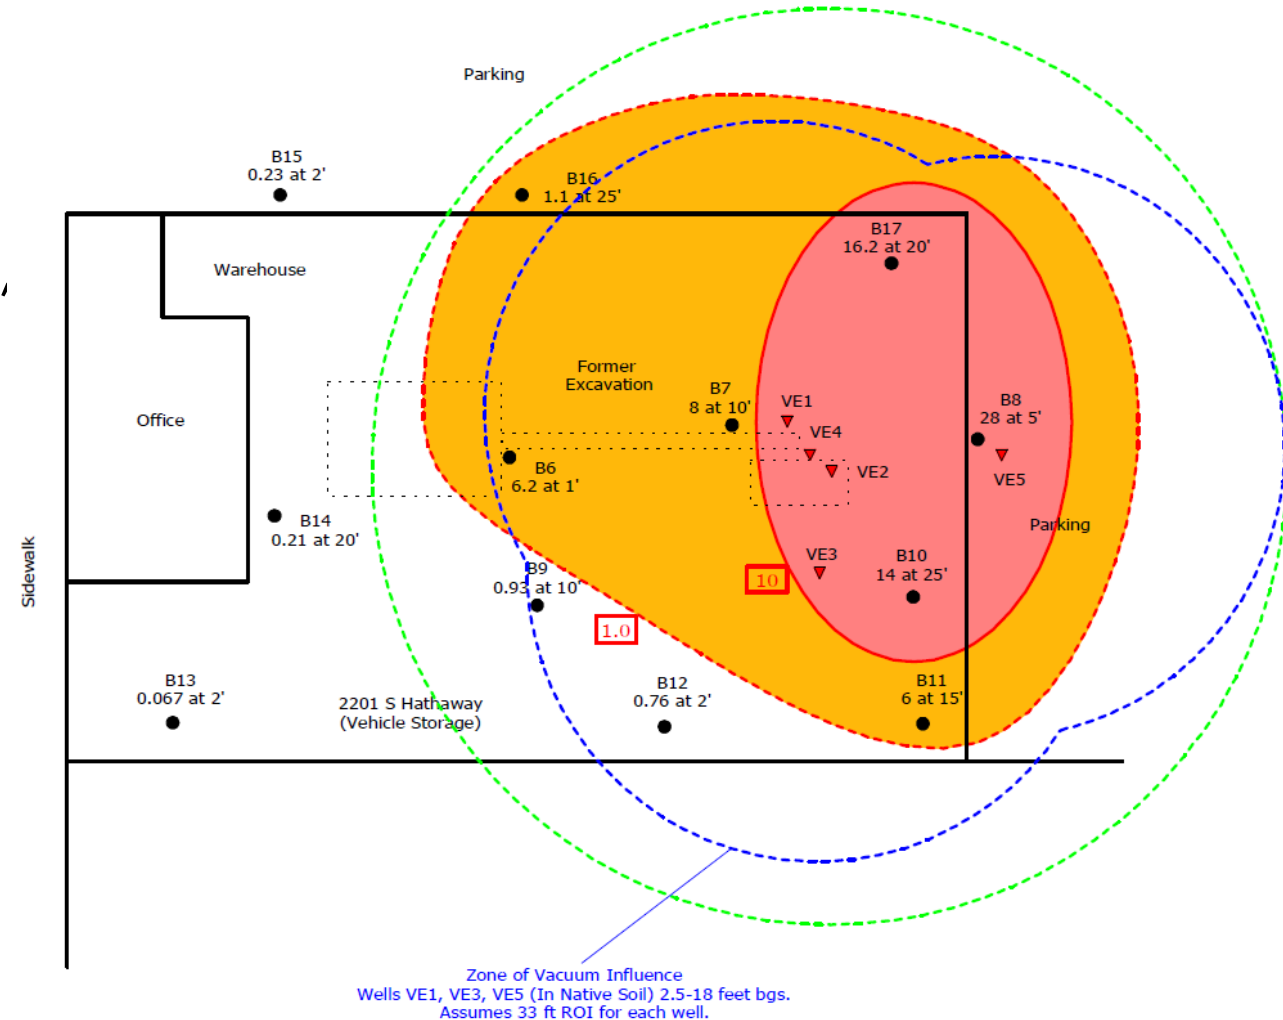 Parking
B15
0.23 at 2'
B16
1.1 at 25'
B17
16.2 at 20'
Warehouse
Former
Excavation
B7
8 at 10'
VE1
B8
28 at 5'
Office
VE4
B6
6.2 at 1'
VE2
VE5
B14
0.21 at 20'
Parking
Sidewalk
B9
0.93 at 10'
VE3
10
B10
14 at 25'
1.0
B13
0.067 at 2'
2201 S Hathaway
(Vehicle Storage)
B12
0.76 at 2'
B11
6 at 15'
Zone of Vacuum Influence
Wells VE1, VE3, VE5 (In Native Soil) 2.5-18 feet bgs.
Assumes 33 ft ROI for each well.